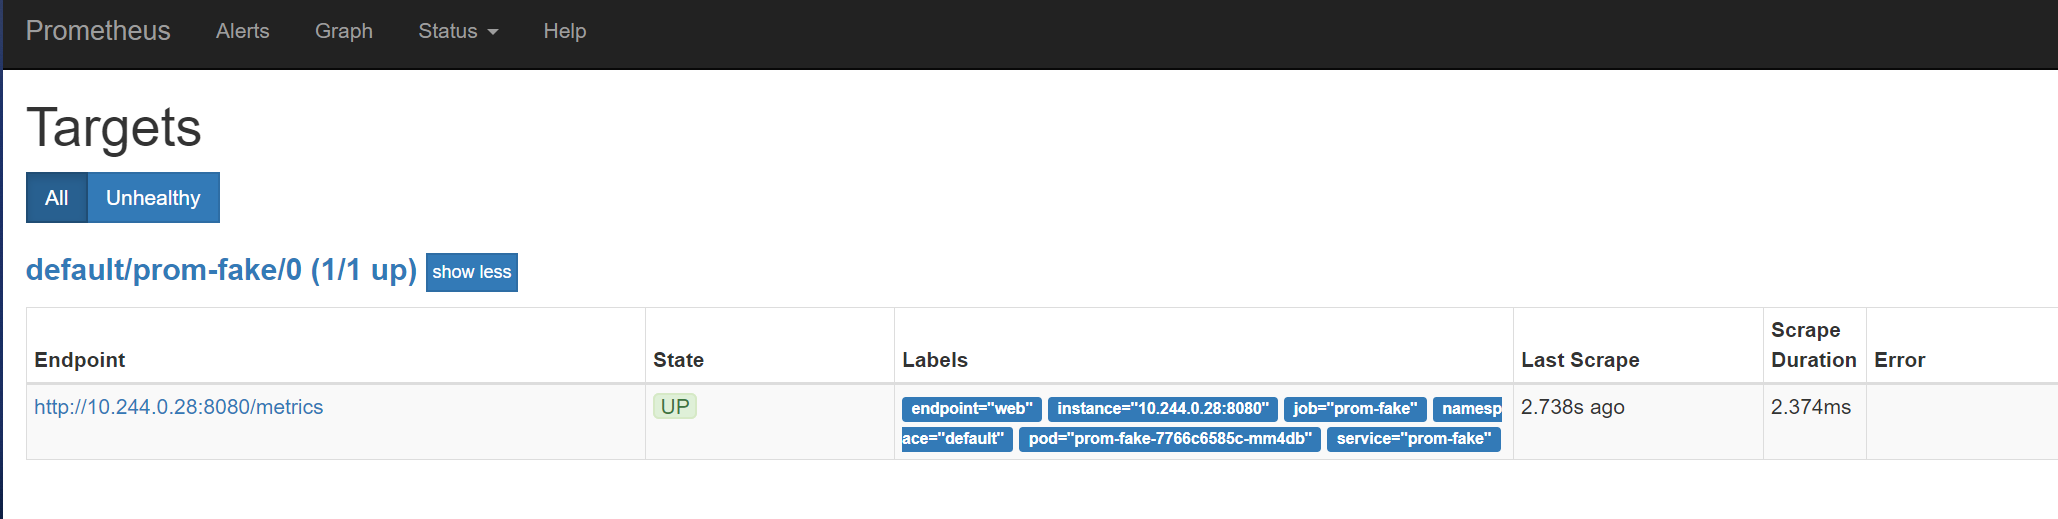 Prometheus Alerts Graph Status Help
Targets
All Unhealthy
default/prom-fake/0 (1/1 up) show less
Endpoint State Labels Last Scrape Scrape Duration Error
http://10.244.0.28:8080/metrics UP endpoint="web" instance="10.244.0.28:8080" job="prom-fake" namesp 2.738s ago 2.374ms
ace="default" pod="prom-fake-7766c6585c-mm4db" service="prom-fake"